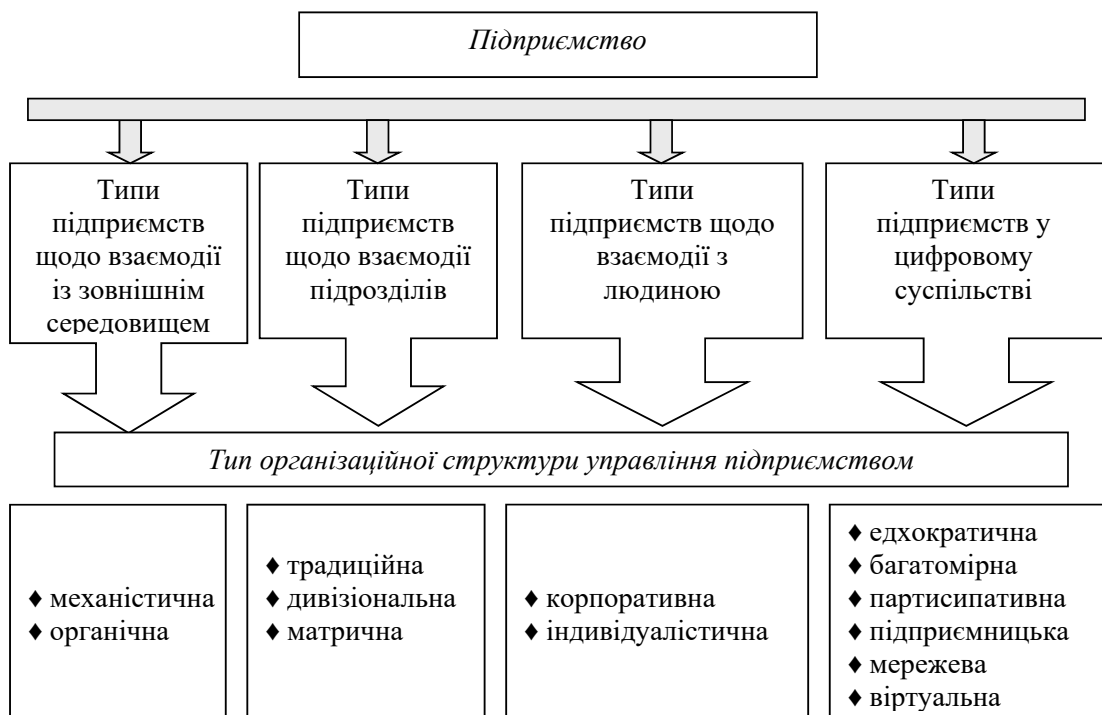 Підприємство
Типи
підприємств
щодо взаємодії
із зовнішнім
середовищем
Типи
підприємств
щодо взаємодії
підрозділів
Типи
підприємств щодо
взаємодії з
людиною
Типи
підприємств у
цифровому
суспільстві
Тип організаційної структури управління підприємством
♦ механістична
♦ органічна
♦ традиційна
♦ дивізіональна
♦ матрична
♦ корпоративна
♦ індивідуалістична
♦ едхократична
♦ багатомірна
♦ партисипативна
♦ підприємницька
♦ мережева
♦ віртуальна